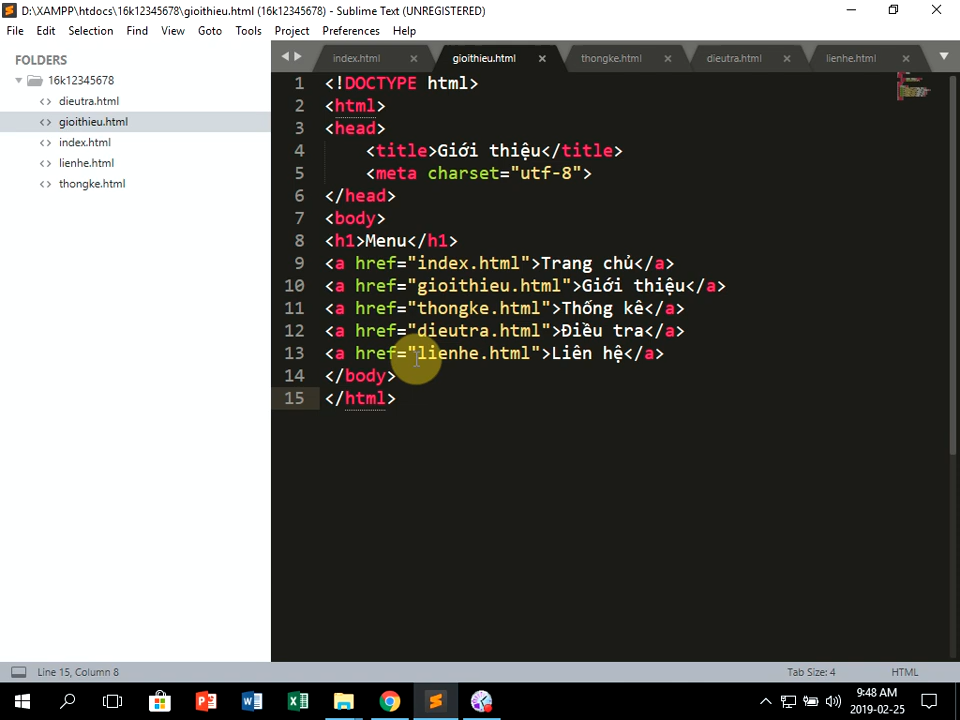 D:\XAMPP\htdocs\16k12345678\gioithieu.html (16k12345678) - Sublime Text (UNREGISTERED)
File Edit Selection Find View Goto Tools Project Preferences Help
FOLDERS
16k12345678
dieutra.html
gioithieu.html
index.html
lienhe.html
thongke.html
index.html gioithieu.html thongke.html dieutra.html lienhe.html
1 <!DOCTYPE html>
2 <html>
3 <head>
4 <title>Giới thiệu</title>
5 <meta charset="utf-8">
6 </head>
7 <body>
8 <h1>Menu</h1>
9 <a href="index.html">Trang chủ</a>
10 <a href="gioithieu.html">Giới thiệu</a>
11 <a href="thongke.html">Thống kê</a>
12 <a href="dieutra.html">Điều tra</a>
13 <a href="lienhe.html">Liên hệ</a>
14 </body>
15 </html>
Line 15, Column 8 Tab Size: 4 HTML
9:48 AM
2019-02-25